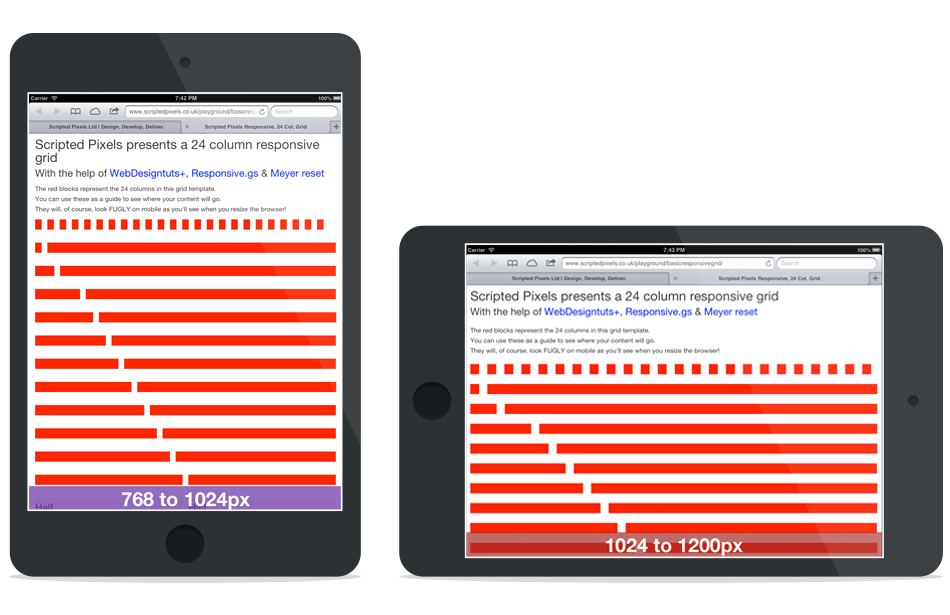 Carrier 7:42 PM 100%
www.scriptedpixels.co.uk/playground/basicres Search
Scripted Pixels Ltd | Design, Develop, Deliver. × Scripted Pixels Responsive, 24 Col, Grid +
Scripted Pixels presents a 24 column responsive
grid
With the help of WebDesigntuts+, Responsive.gs & Meyer reset
The red blocks represent the 24 columns in this grid template.
You can use these as a guide to see where your content will go.
They will, of course, look FUGLY on mobile as you'll see when you resize the browser!
Half Half
768 to 1024px
Carrier 7:43 PM 100%
www.scriptedpixels.co.uk/playground/basicresponsivegrid/ Search
Scripted Pixels Ltd | Design, Develop, Deliver. × Scripted Pixels Responsive, 24 Col, Grid +
Scripted Pixels presents a 24 column responsive grid
With the help of WebDesigntuts+, Responsive.gs & Meyer reset
The red blocks represent the 24 columns in this grid template.
You can use these as a guide to see where your content will go.
They will, of course, look FUGLY on mobile as you'll see when you resize the browser!
1024 to 1200px